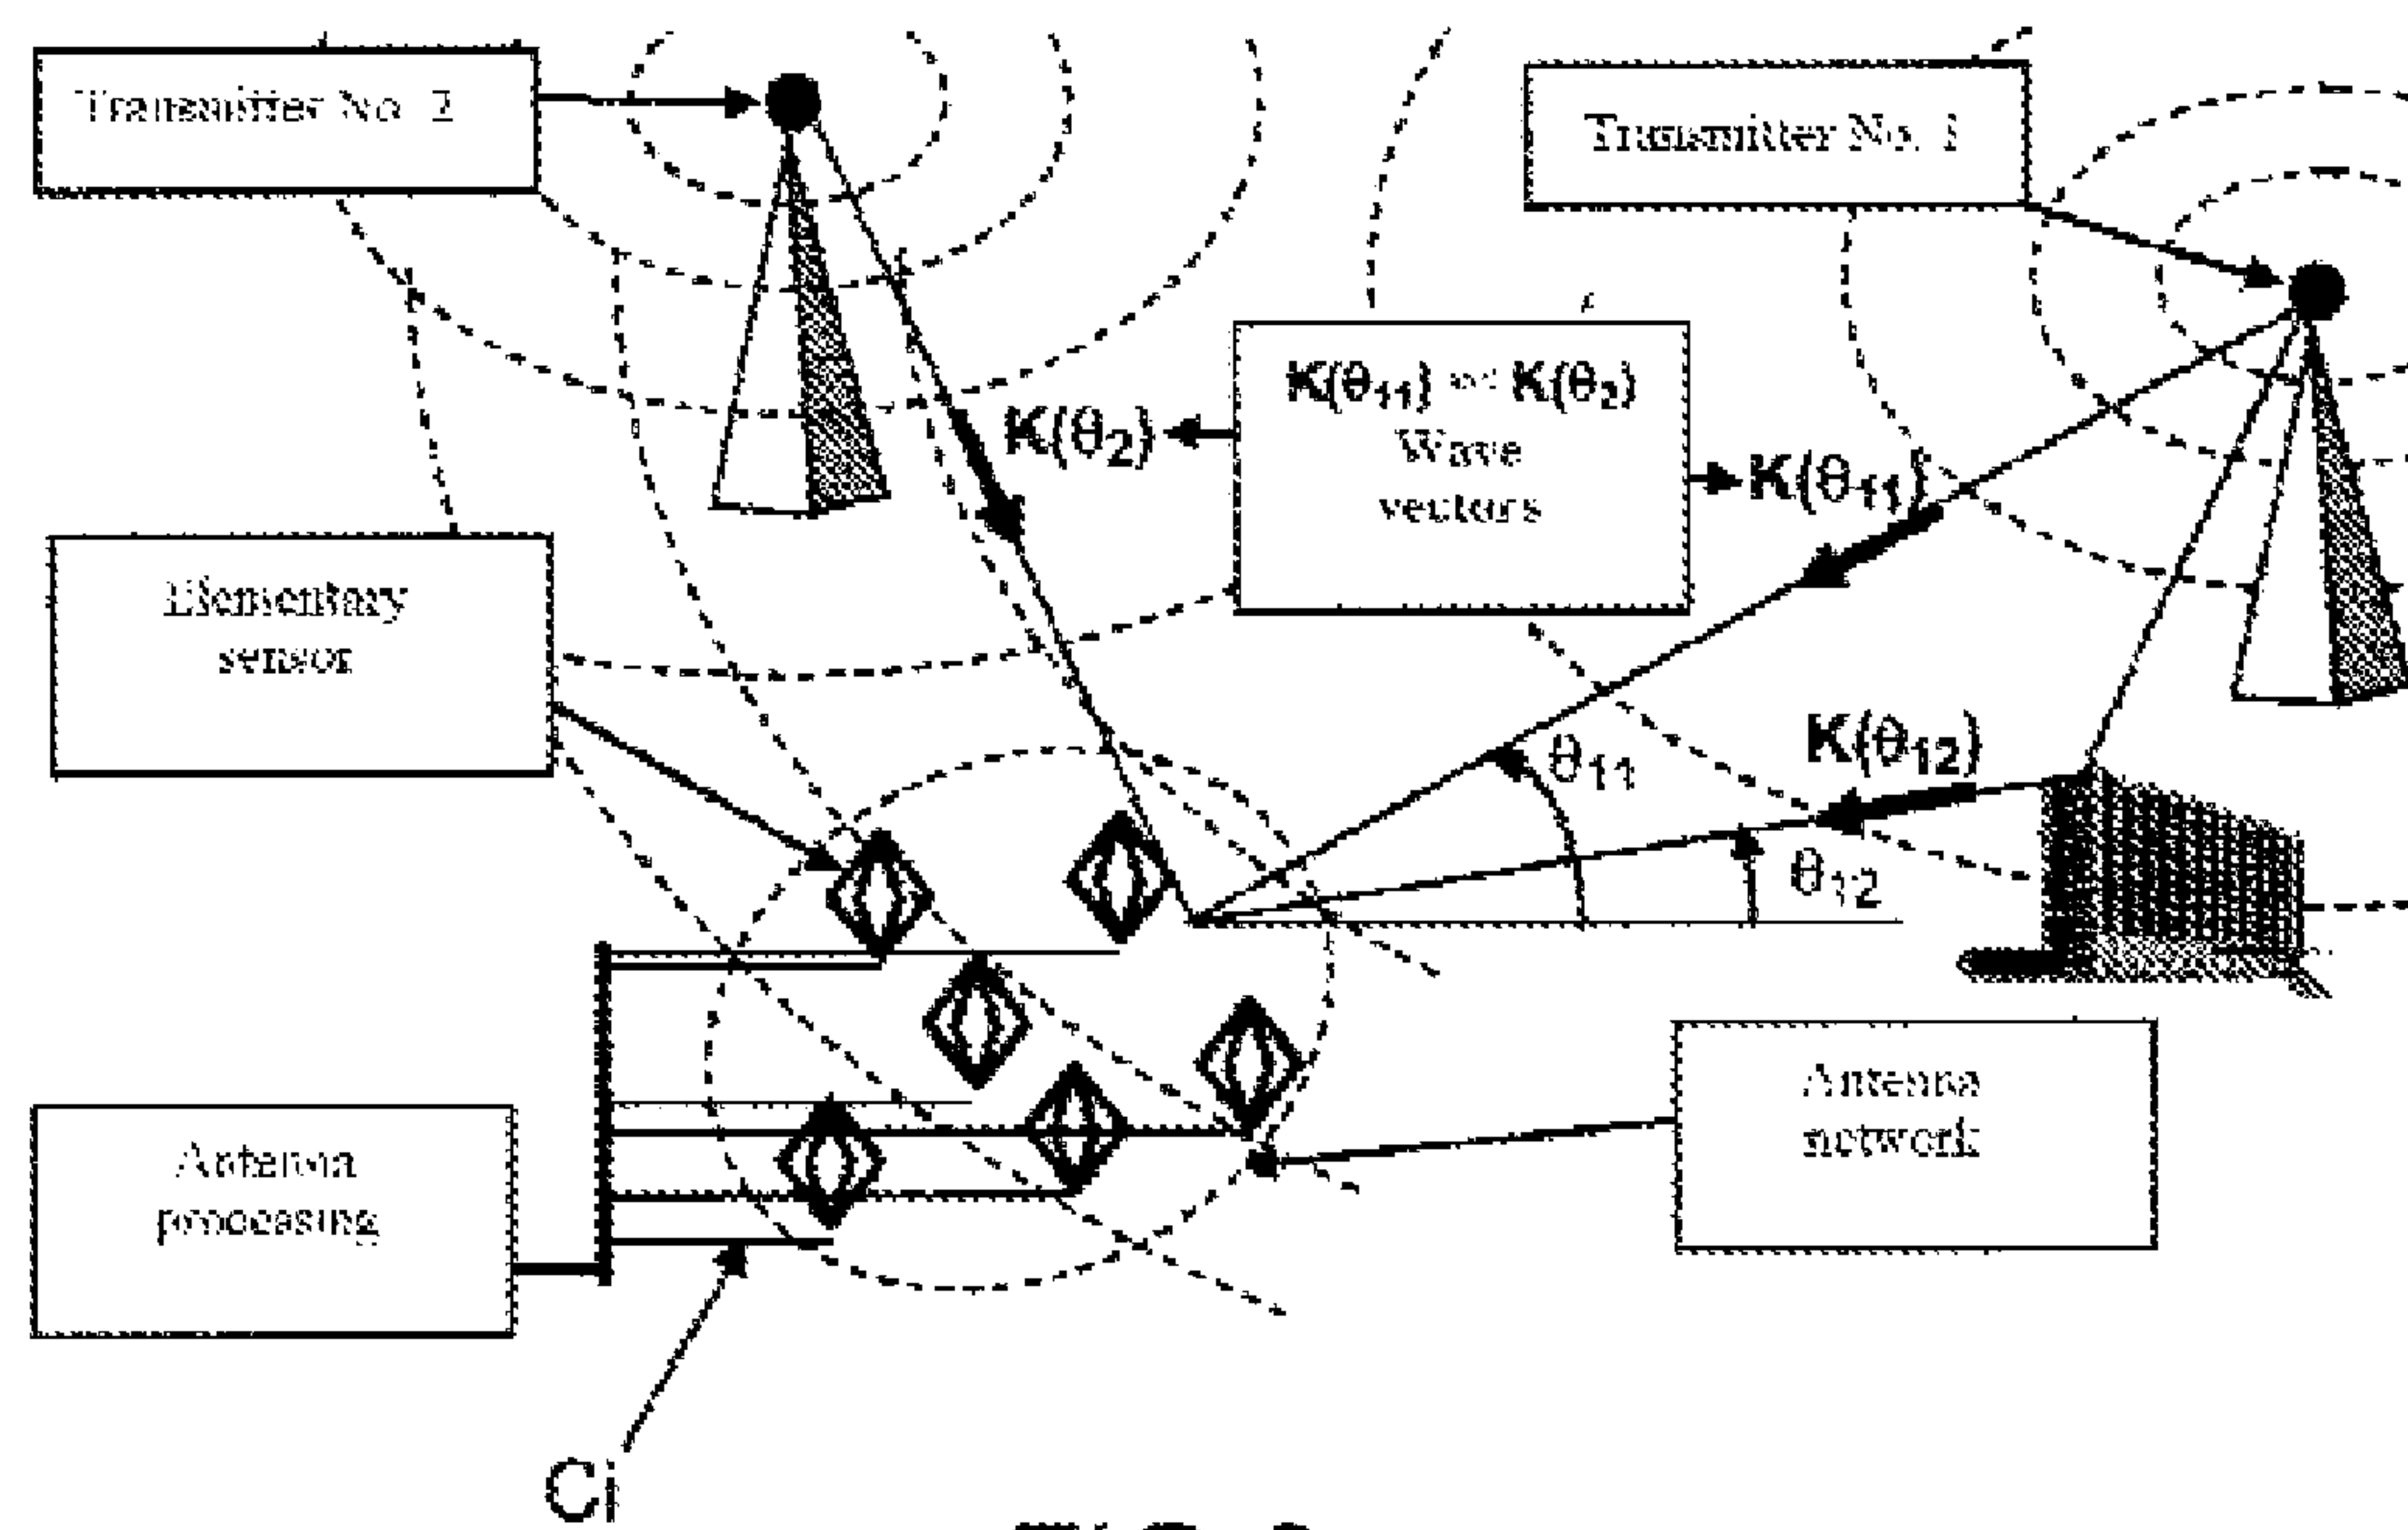 Transmitter No. 2
Transmitter No. 1
K(θ₁₁) and K(θ₂)
Wave
vectors
K(θ₂)
K(θ₁₁)
Elementary
sensor
θ₁₁
K(θ₁₂)
θ₁₂
Antenna
network
Antenna
processing
Ci